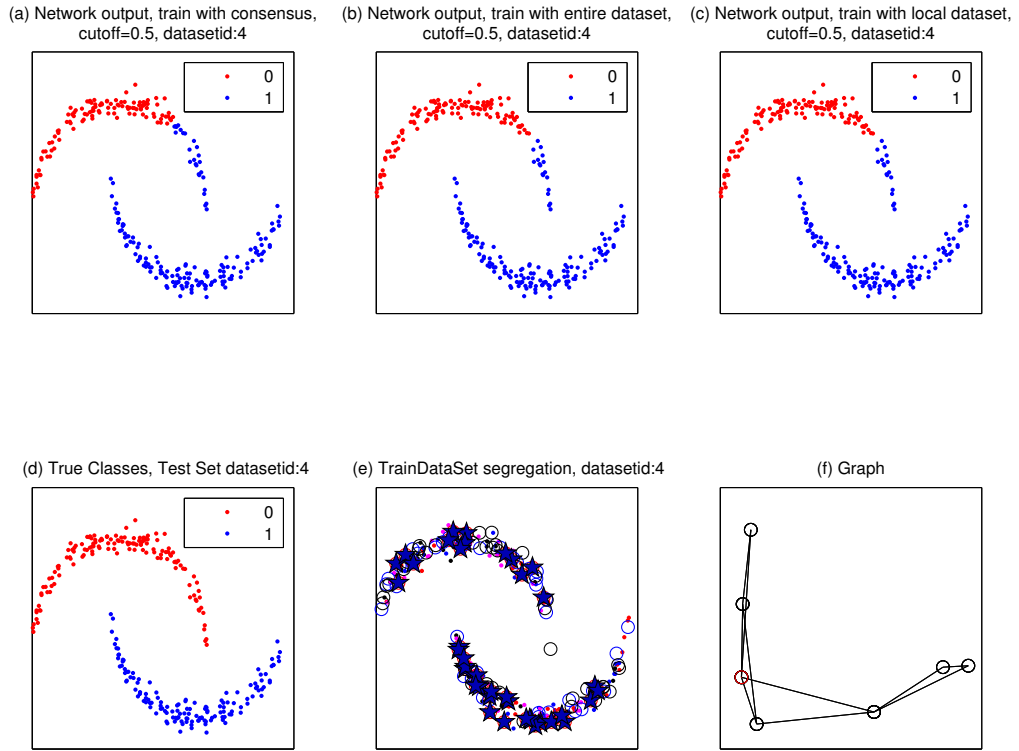 (a) Network output, train with consensus,
cutoff=0.5, datasetid:4
0
1
(b) Network output, train with entire dataset,
cutoff=0.5, datasetid:4
0
1
(c) Network output, train with local dataset,
cutoff=0.5, datasetid:4
0
1
(d) True Classes, Test Set datasetid:4
0
1
(e) TrainDataSet segregation, datasetid:4
(f) Graph